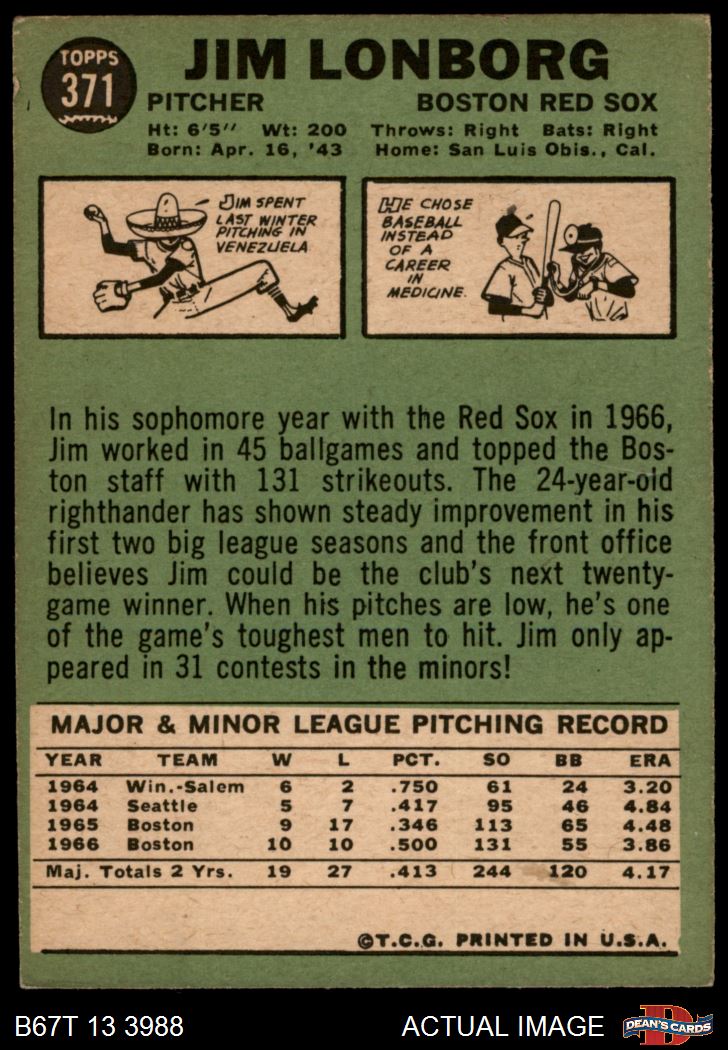 TOPPS
371
JIM LONBORG
PITCHER BOSTON RED SOX
Ht: 6'5" Wt: 200 Throws: Right Bats: Right
Born: Apr. 16, '43 Home: San Luis Obis., Cal.
JIM SPENT
LAST WINTER
PITCHING IN
VENEZUELA
HE CHOSE
BASEBALL
INSTEAD
OF A
CAREER
IN
MEDICINE.
In his sophomore year with the Red Sox in 1966,
Jim worked in 45 ballgames and topped the Bos-
ton staff with 131 strikeouts. The 24-year-old
righthander has shown steady improvement in his
first two big league seasons and the front office
believes Jim could be the club's next twenty-
game winner. When his pitches are low, he's one
of the game's toughest men to hit. Jim only ap-
peared in 31 contests in the minors!
MAJOR & MINOR LEAGUE PITCHING RECORD
YEAR TEAM W L PCT. SO BB ERA
1964 Win.-Salem 6 2 .750 61 24 3.20
1964 Seattle 5 7 .417 95 46 4.84
1965 Boston 9 17 .346 113 65 4.48
1966 Boston 10 10 .500 131 55 3.86
Maj. Totals 2 Yrs. 19 27 .413 244 120 4.17
©T.C.G. PRINTED IN U.S.A.
B67T 13 3988 ACTUAL IMAGE
D
DEAN'S CARDS